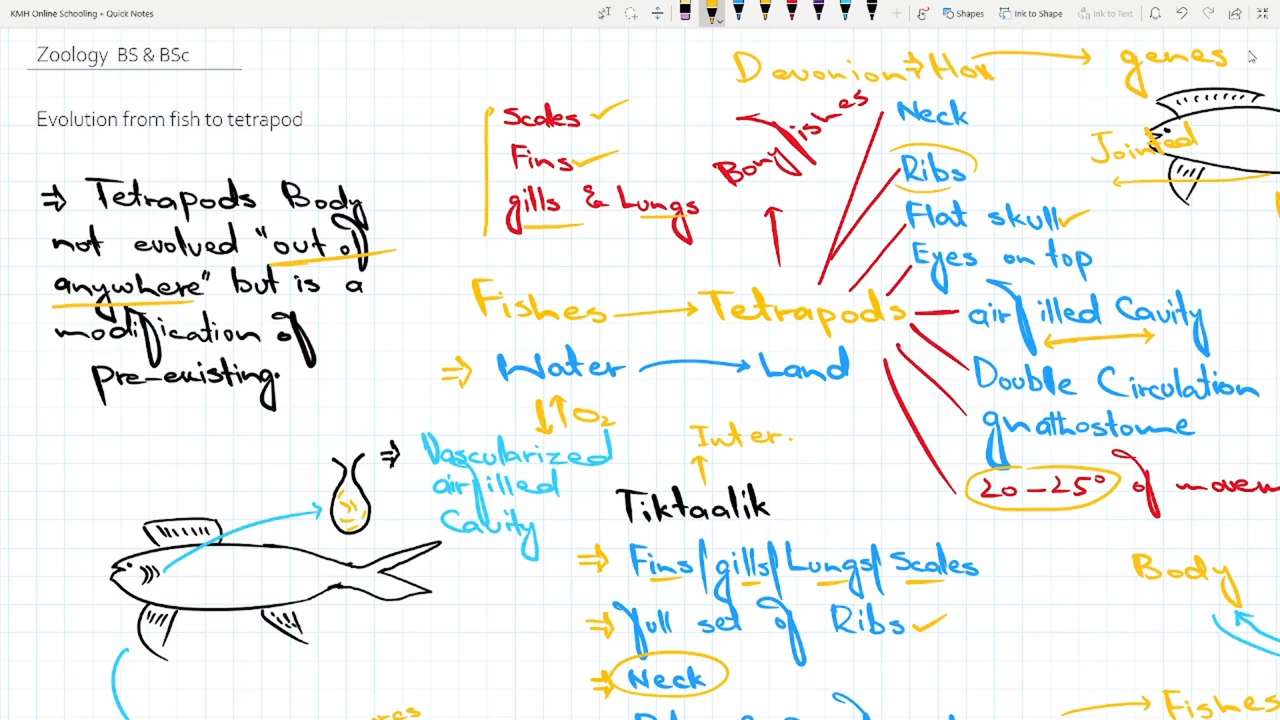 KMH Online Schooling + Quick Notes
Shapes
Ink to Shape
Ink to Text
Zoology BS & BSc
Evolution from fish to tetrapod
⇒ Tetrapods Body
not evolved "out of
anywhere" but is a
modification of
pre-existing.
Scales ✓
Fins ✓
gills & Lungs
Devonion ⇒ Hox → genes
Bony fishes
Neck
Ribs
Flat skull ✓
Eyes on top
air filled Cavity
Double Circulation
gnathostome
20-25° of movem
Jointed
Fishes → Tetrapods
⇒ Water → Land
O2
⇒ Vascularized
air filled
Cavity
Inter.
Tiktaalik
⇒ Fins/gills/Lungs/Scales
⇒ full set of Ribs ✓
⇒ Neck
Body
→ Fishes